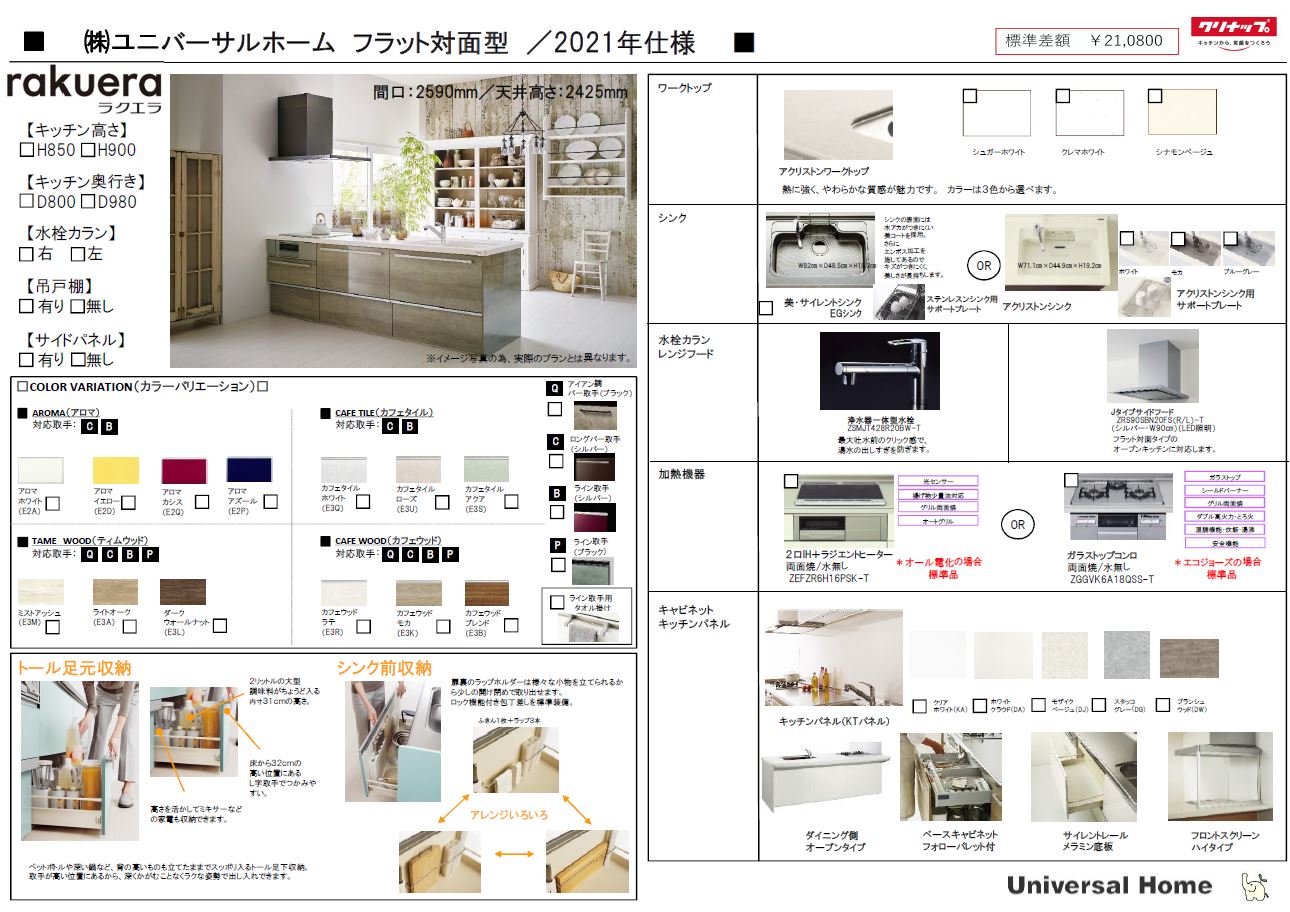 ■ ㈱ユニバーサルホーム フラット対面型 ／2021年仕様 ■
標準差額 ￥21,0800
クリナップ
キッチンから、笑顔をつくろう
rakuera
ラクエラ
【キッチン高さ】
□H850 □H900
【キッチン奥行き】
□D800 □D980
【水栓カラン】
□右 □左
【吊戸棚】
□有り □無し
【サイドパネル】
□有り □無し
間口：2590mm／天井高さ：2425mm
※イメージ写真の為、実際のプランとは異なります。
□COLOR VARIATION（カラーバリエーション）□
■ AROMA（アロマ）
対応取手： C B
アロマ
ホワイト
（E2A）
アロマ
イエロー
（E2D）
アロマ
カシス
（E2Q）
アロマ
アズール
（E2P）
■ CAFE TILE（カフェタイル）
対応取手： C B
カフェタイル
ホワイト
（E3Q）
カフェタイル
ローズ
（E3U）
カフェタイル
アクア
（E3S）
■ TAME WOOD（ティムウッド）
対応取手： Q C B P
ミストアッシュ
（E3M）
ライトオーク
（E3A）
ダーク
ウォールナット
（E3L）
■ CAFE WOOD（カフェウッド）
対応取手： Q C B P
カフェウッド
ラテ
（E3R）
カフェウッド
モカ
（E3K）
カフェウッド
ブレンド
（E3B）
Q アイアン調
バー取手（ブラック）
C ロングバー取手
（シルバー）
B ライン取手
（シルバー）
P ライン取手
（ブラック）
ライン取手用
タオル掛け
トール足元収納
2リットルの大型
調味料がちょうど入る
内寸31cmの高さ。
床から32cmの
高い位置にある
L字取手でつかみや
すい。
高さを活かしてミキサーなど
の家電も収納できます。
ペットボトルや深い鍋など、背の高いものも立てたままでスッポリ入るトール足下収納。
取手が高い位置にあるから、深くかがむことなくラクな姿勢で出し入れできます。
シンク前収納
扉裏のラップホルダーは様々な小物を立てられるか
ら少しの開け閉めで取り出せます。
ロック機能付き包丁差しを標準装備。
ふきん1枚＋ラップ3本
アレンジいろいろ
ワークトップ
アクリストンワークトップ
熱に強く、やわらかな質感が魅力です。 カラーは3色から選べます。
シュガーホワイト
クレマホワイト
シナモンベージュ
シンク
W82cm×D48.5cm×H18.3cm
シンクの表面には
水アカがつきにくい
美コートを採用。
さらに
エンボス加工を
施してあるので
キズがつきにくく、
美しさが長持ちします。
美・サイレントシンク
EGシンク
ステンレスシンク用
サポートプレート
OR
W71.1cm×D44.9cm×H19.2cm
アクリストンシンク
ホワイト
モカ
ブルーグレー
アクリストンシンク用
サポートプレート
水栓カラン
レンジフード
浄水器一体型水栓
ZSMJT428R20BW-T
最大吐水前のクリック感で、
湯水の出しすぎを防ぎます。
Jタイプサイドフード
ZRS90SBN20FS(R/L)-T
(シルバー・W90cm)(LED照明)
フラット対面タイプの
オープンキッチンに対応します。
加熱機器
光センサー
揚げ物少量油対応
グリル両面焼
オートグリル
2口IH＋ラジエントヒーター
両面焼/水無し
ZEFZR6H16PSK-T
＊オール電化の場合
標準品
OR
ガラストップ
シールドバーナー
グリル両面焼
ダブル高火力・とろ火
温調機能・炊飯・湯沸
安全機能
ガラストップコンロ
両面焼/水無し
ZGGVK6A18QSS-T
＊エコジョーズの場合
標準品
キャビネット
キッチンパネル
キッチンパネル（KTパネル）
クリア
ホワイト(KA)
ホワイト
クラウド(DA)
モザイク
ベージュ(DJ)
スタッコ
グレー(DG)
ブランシュ
ウッド(DW)
ダイニング側
オープンタイプ
ベースキャビネット
フォローパレット付
サイレントレール
メラミン底板
フロントスクリーン
ハイタイプ
Universal Home